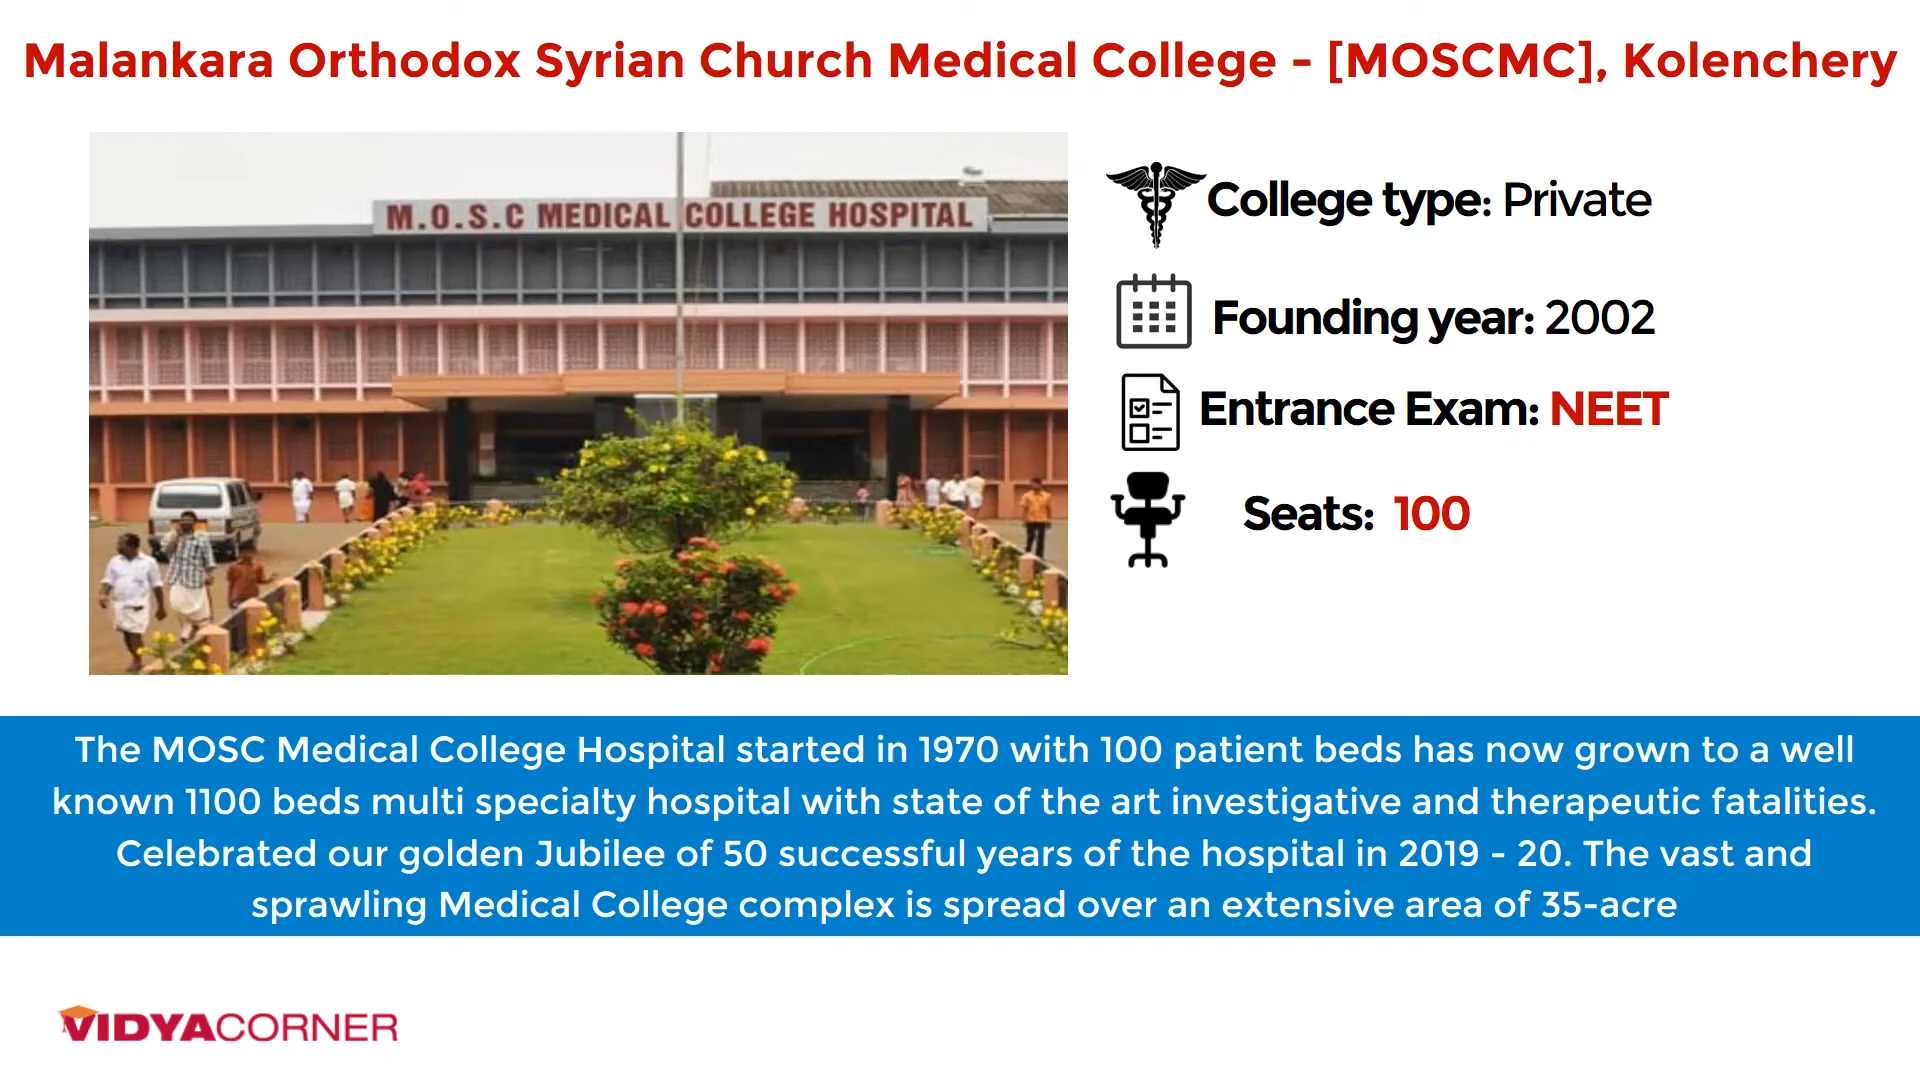 Malankara Orthodox Syrian Church Medical College - [MOSCMC], Kolenchery
M.O.S.C MEDICAL COLLEGE HOSPITAL
College type: Private
Founding year: 2002
Entrance Exam: NEET
Seats: 100
The MOSC Medical College Hospital started in 1970 with 100 patient beds has now grown to a well
known 1100 beds multi specialty hospital with state of the art investigative and therapeutic fatalities.
Celebrated our golden Jubilee of 50 successful years of the hospital in 2019 - 20. The vast and
sprawling Medical College complex is spread over an extensive area of 35-acre
VIDYACORNER